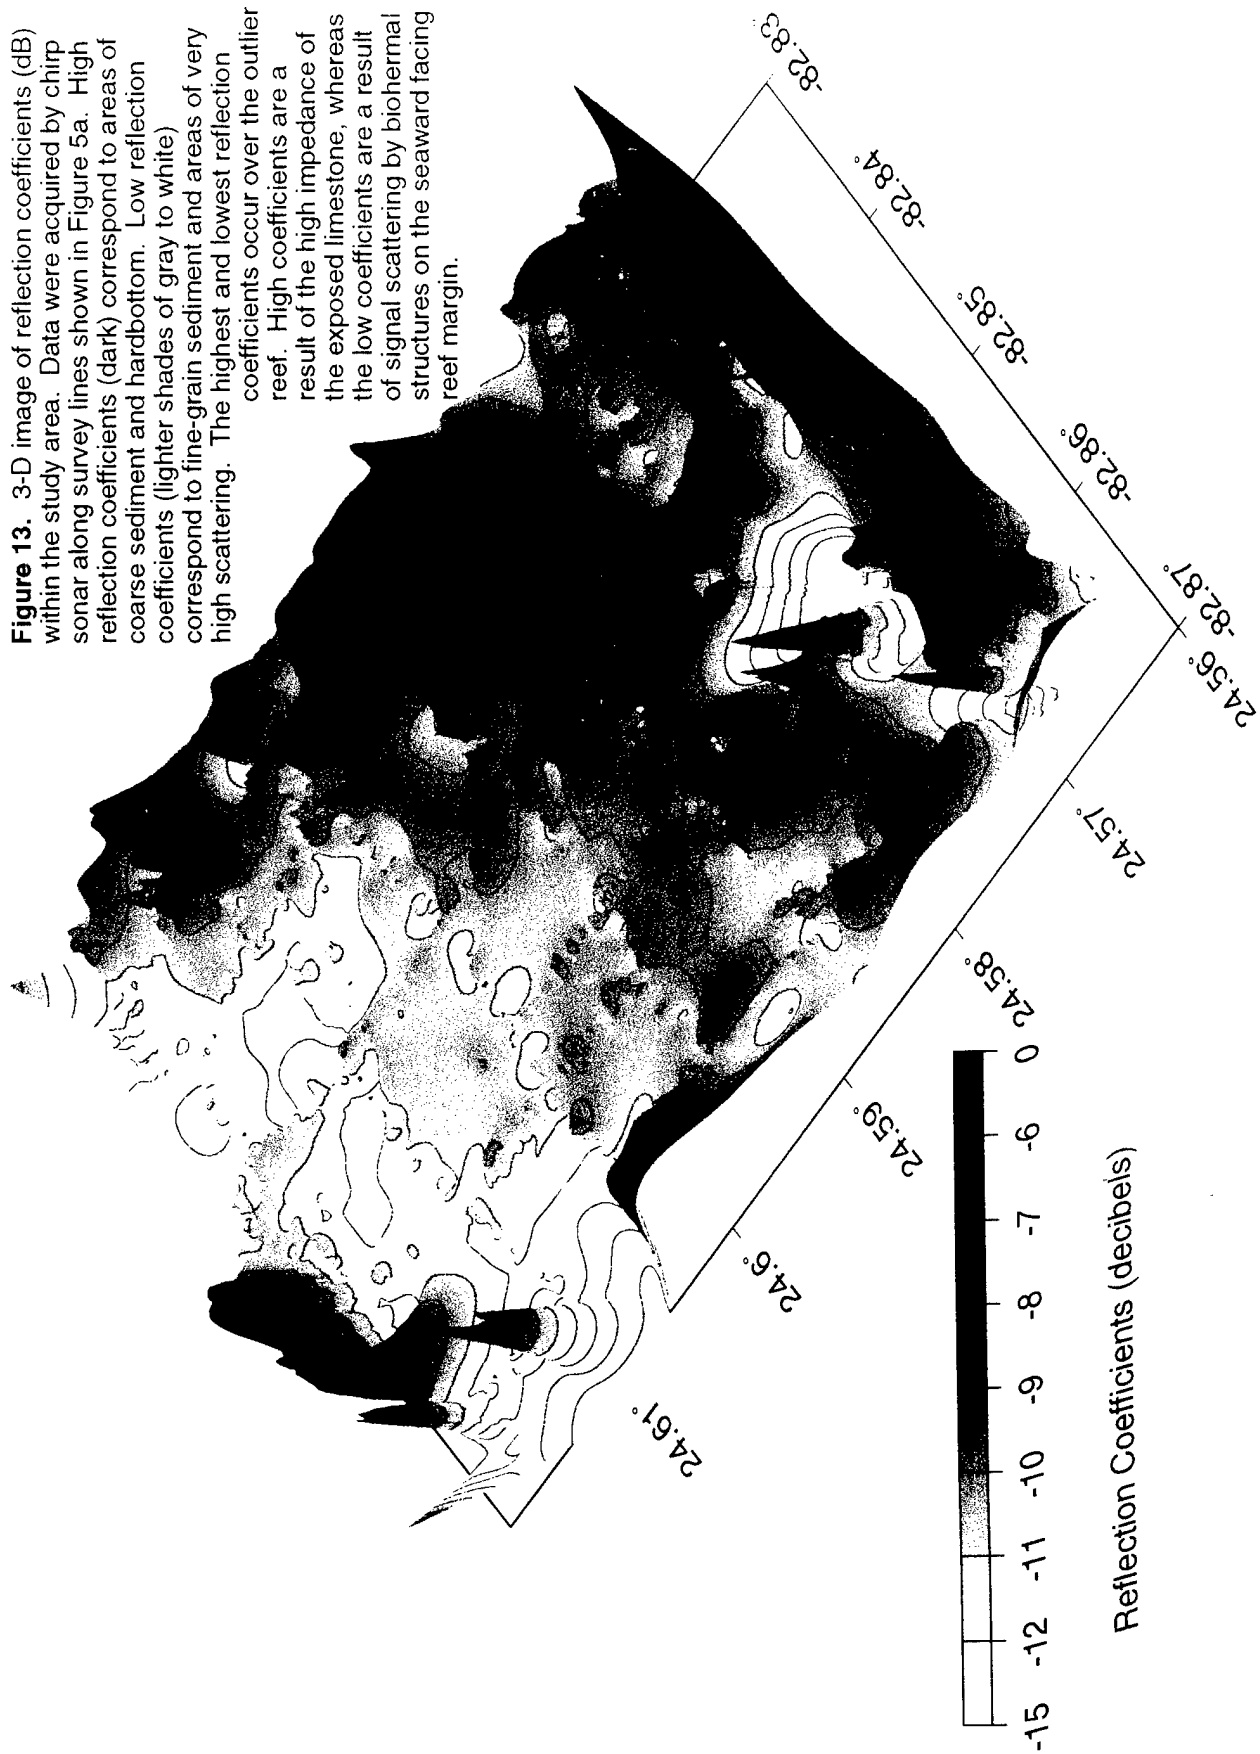 Figure 13. 3-D image of reflection coefficients (dB)
within the study area. Data were acquired by chirp
sonar along survey lines shown in Figure 5a. High
reflection coefficients (dark) correspond to areas of
coarse sediment and hardbottom. Low reflection
coefficients (lighter shades of gray to white)
correspond to fine-grain sediment and areas of very
high scattering. The highest and lowest reflection
coefficients occur over the outlier
reef. High coefficients are a
result of the high impedance of
the exposed limestone, whereas
the low coefficients are a result
of signal scattering by biohermal
structures on the seaward facing
reef margin.
-82.83
-82.84°
-82.85°
-82.86°
-82.87°
24.56°
24.57°
24.58°
24.59°
24.6°
24.61°
-15 -12 -11 -10 -9 -8 -7 -6 0
Reflection Coefficients (decibels)